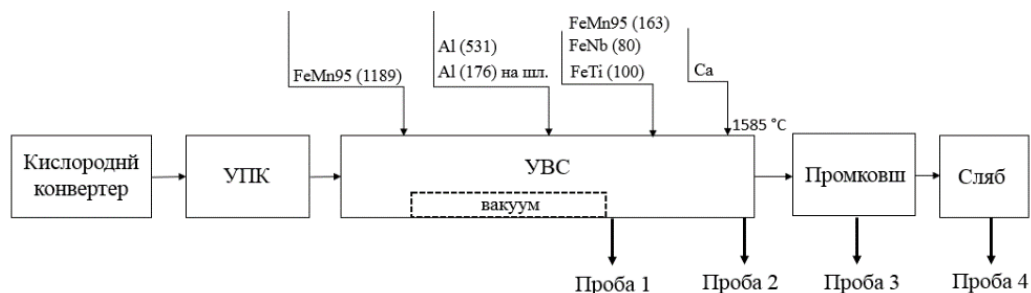 FeMn95 (1189)
Al (531)
Al (176) на шл.
FeMn95 (163)
FeNb (80)
FeTi (100)
Ca
1585 °C
Кислороднй
конвертер
УПК
УВС
вакуум
Промковш
Сляб
Проба 1
Проба 2
Проба 3
Проба 4